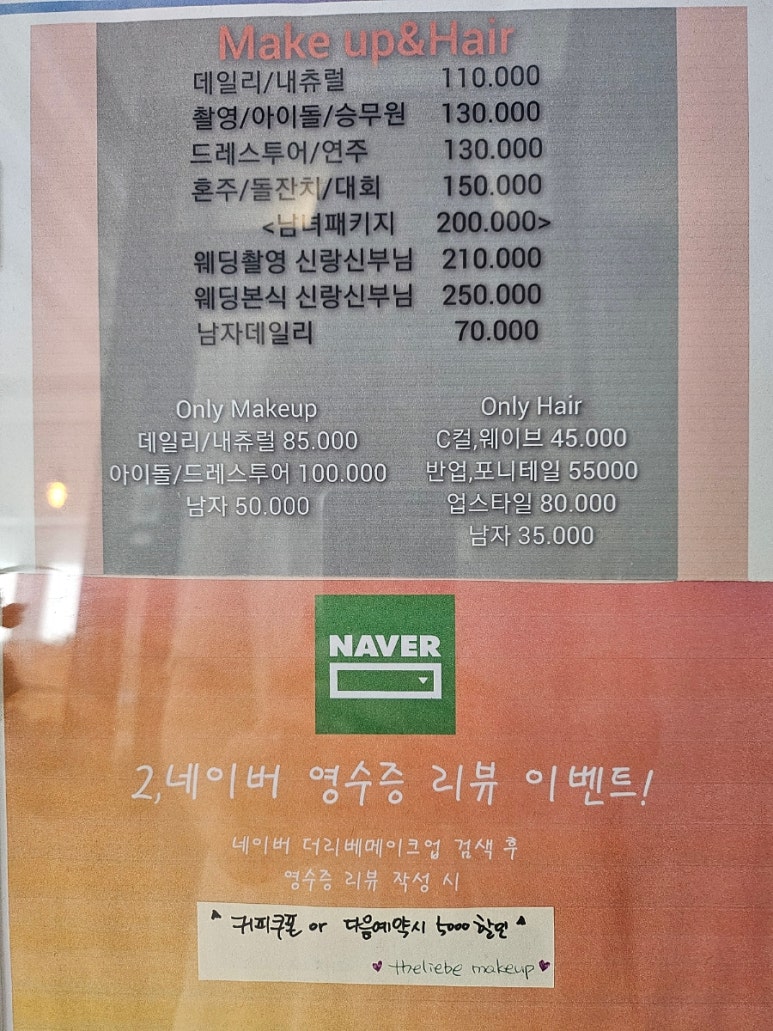 Make up&Hair
데일리/내츄럴 110.000
촬영/아이돌/승무원 130.000
드레스투어/연주 130.000
혼주/돌잔치/대회 150.000
<남녀패키지 200.000>
웨딩촬영 신랑신부님 210.000
웨딩본식 신랑신부님 250.000
남자데일리 70.000
Only Makeup
데일리/내츄럴 85.000
아이돌/드레스투어 100.000
남자 50.000
Only Hair
C컬,웨이브 45.000
반업,포니테일 55000
업스타일 80.000
남자 35.000
NAVER
2,네이버 영수증 리뷰 이벤트!
네이버 더리베메이크업 검색 후
영수증 리뷰 작성 시
^ 커피쿠폰 or 다음예약시 5000 할인 ^
♥ theliebe makeup ♥